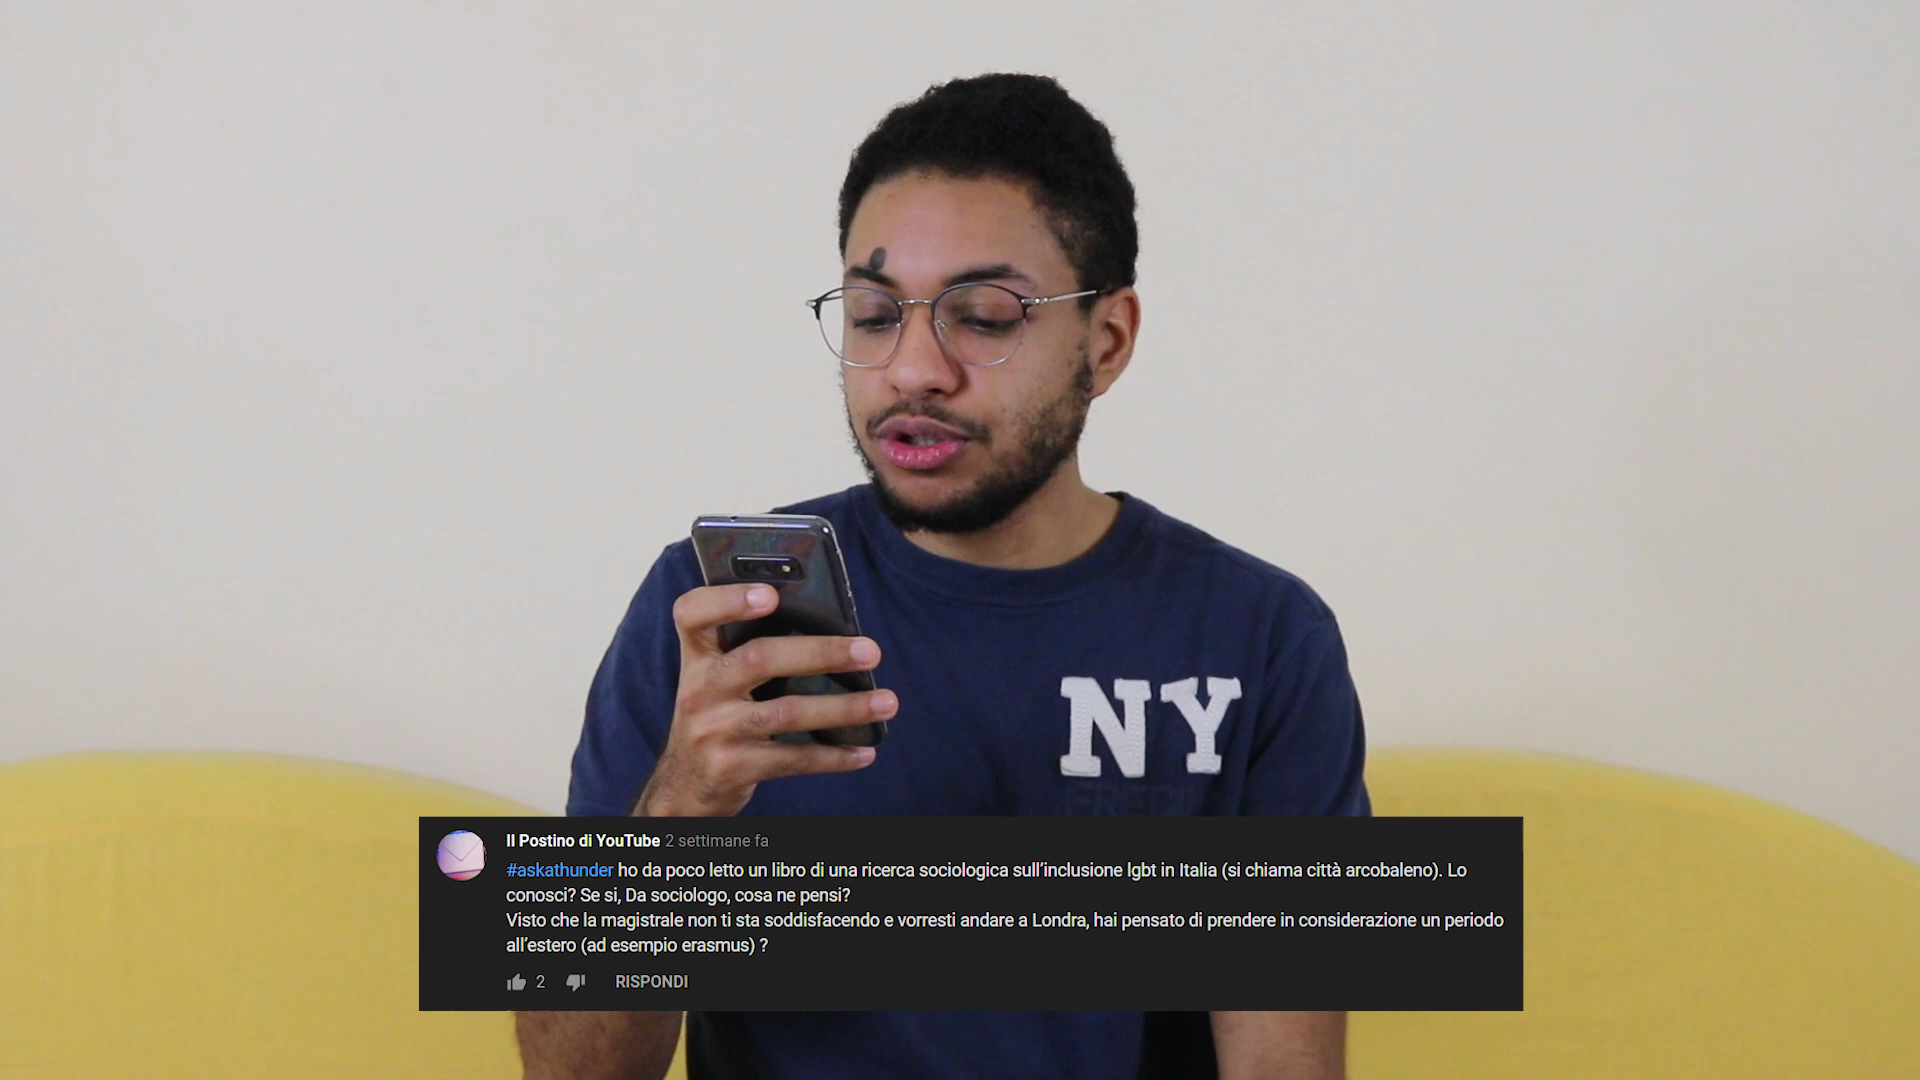 NY
Il Postino di YouTube 2 settimane fa
#askathunder ho da poco letto un libro di una ricerca sociologica sull'inclusione lgbt in Italia (si chiama città arcobaleno). Lo
conosci? Se si, Da sociologo, cosa ne pensi?
Visto che la magistrale non ti sta soddisfacendo e vorresti andare a Londra, hai pensato di prendere in considerazione un periodo
all'estero (ad esempio erasmus) ?
2 RISPONDI